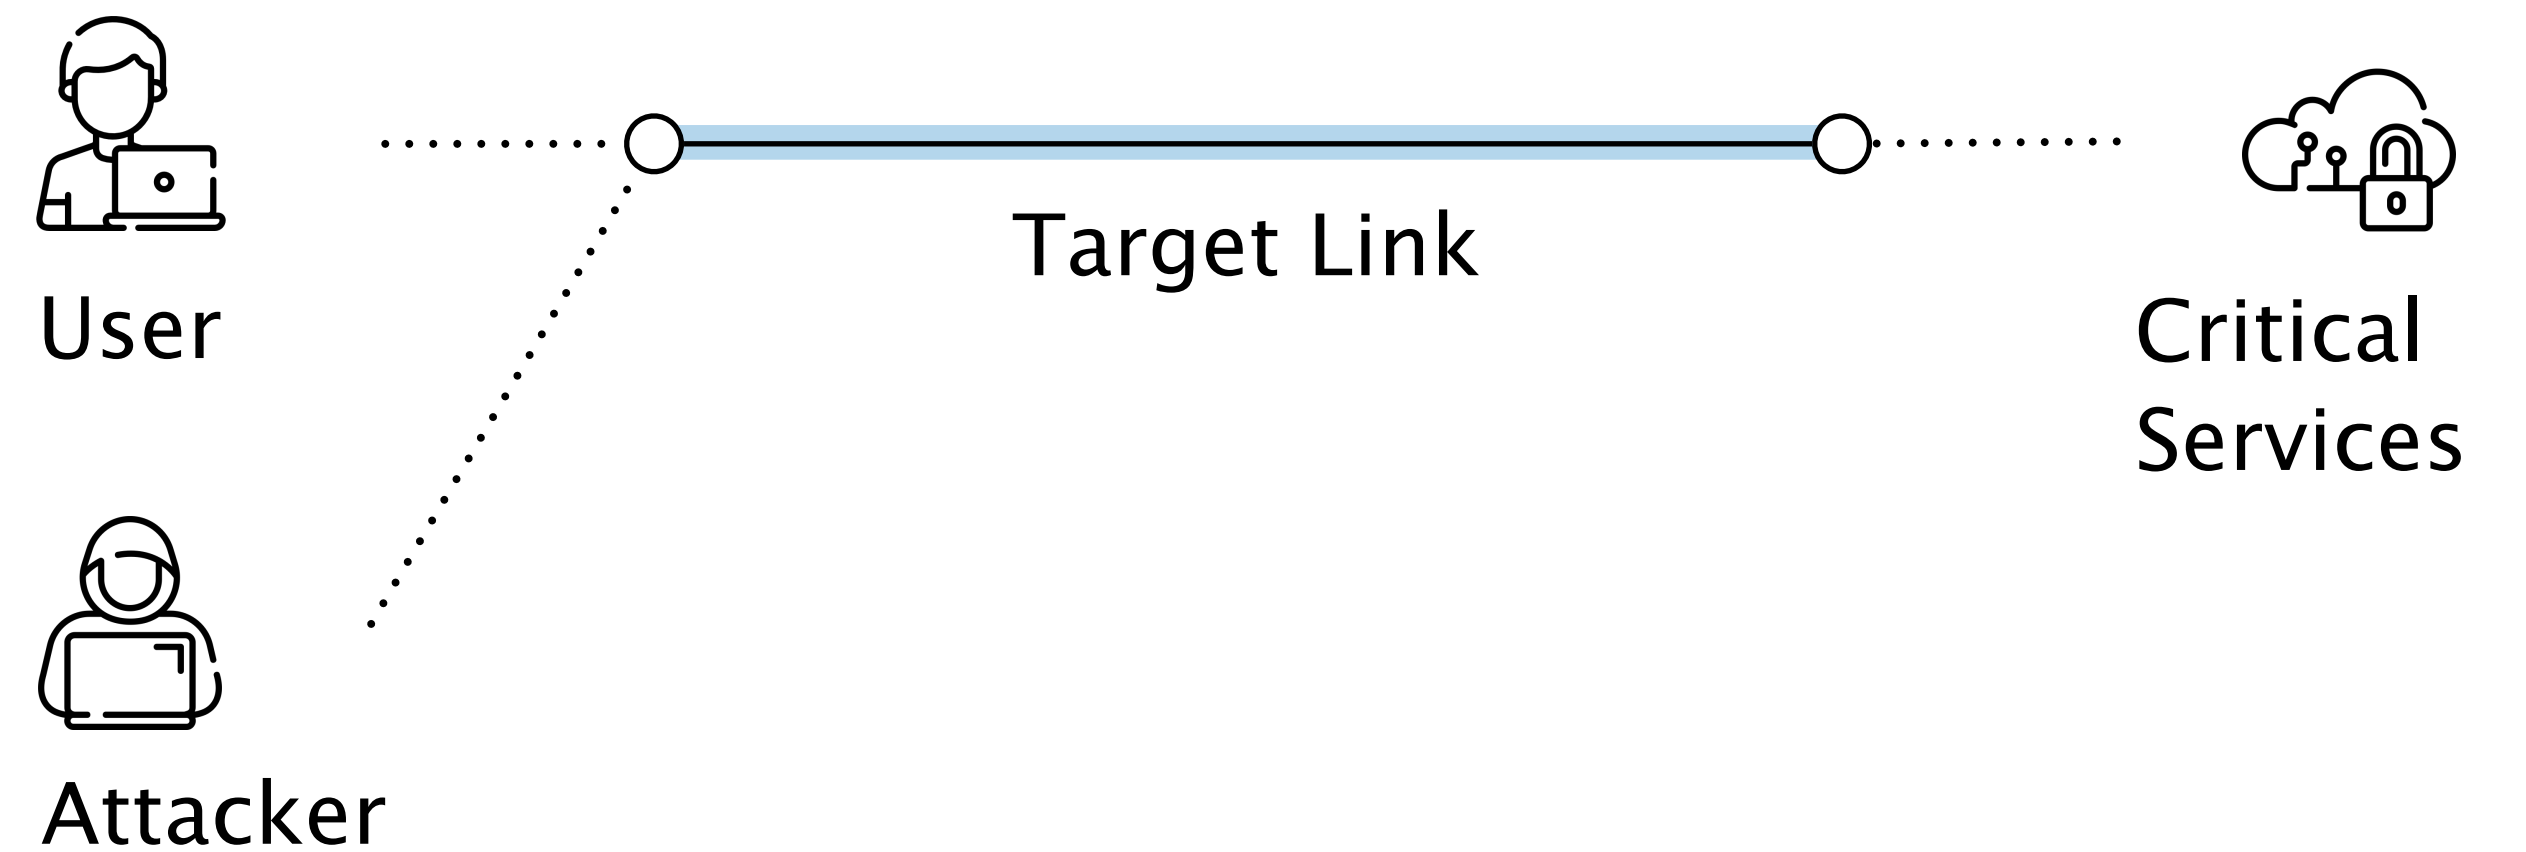 User
Target Link
Critical
Services
Attacker